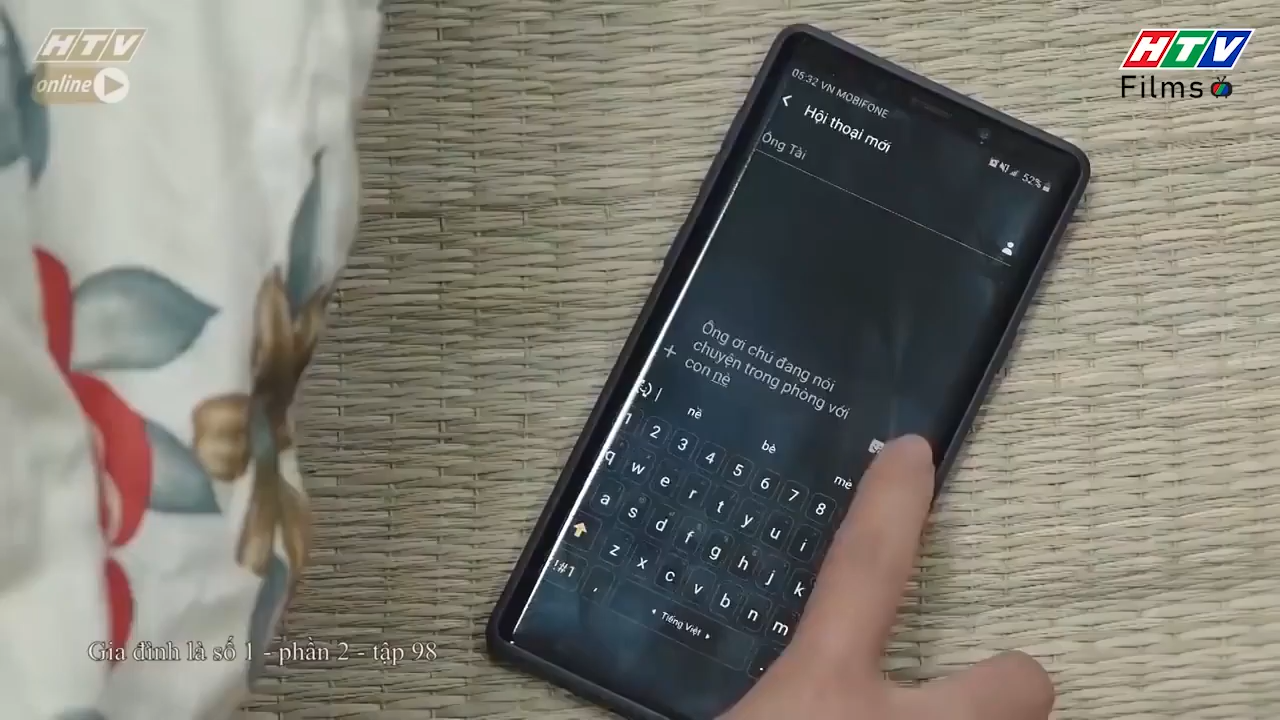 HTV
online
HTV
Films
05:32 VN MOBIFONE
52%
Hội thoại mới
Ông Tài
Ông ơi chú đang nói
chuyện trong phòng với
con nè
nè bè mè
1 2 3 4 5 6 7 8
q w e r t y u i
a s d f g h j k
z x c v b n m
!#1 , Tiếng Việt .
Gia đình là số 1 - phần 2 - tập 98